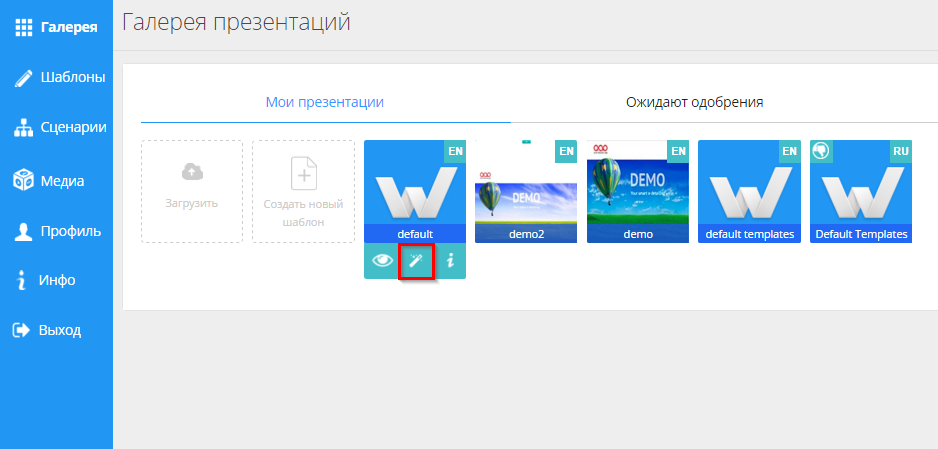 Галерея
Шаблоны
Сценарии
Медиа
Профиль
Инфо
Выход
Галерея презентаций
Мои презентации
Ожидают одобрения
Загрузить
Создать новый
шаблон
EN
default
EN
DEMO
demo2
EN
DEMO
demo
EN
default templates
RU
Default Templates